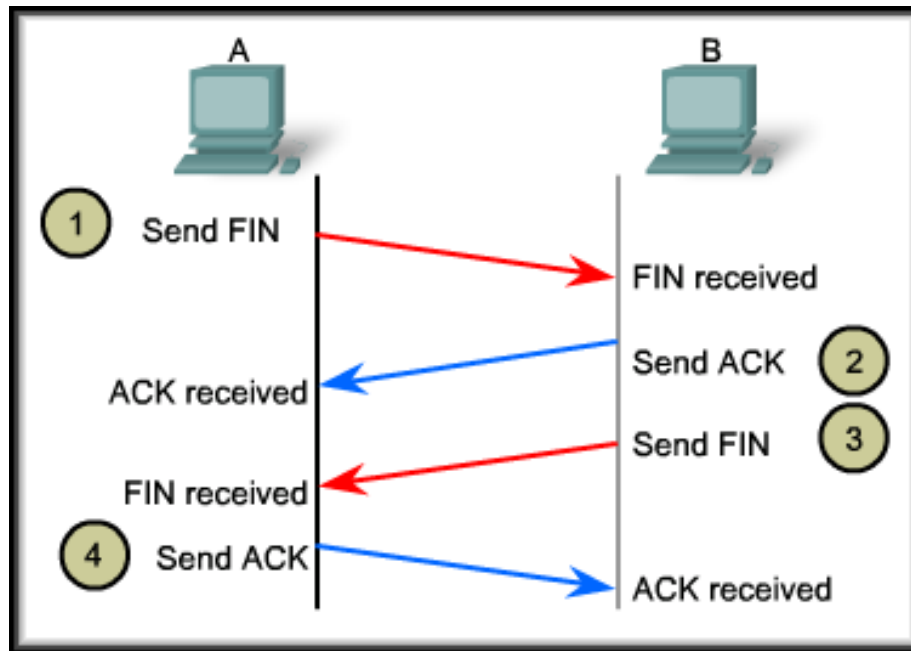 A
B
1
Send FIN
FIN received
Send ACK
2
ACK received
Send FIN
3
FIN received
4
Send ACK
ACK received